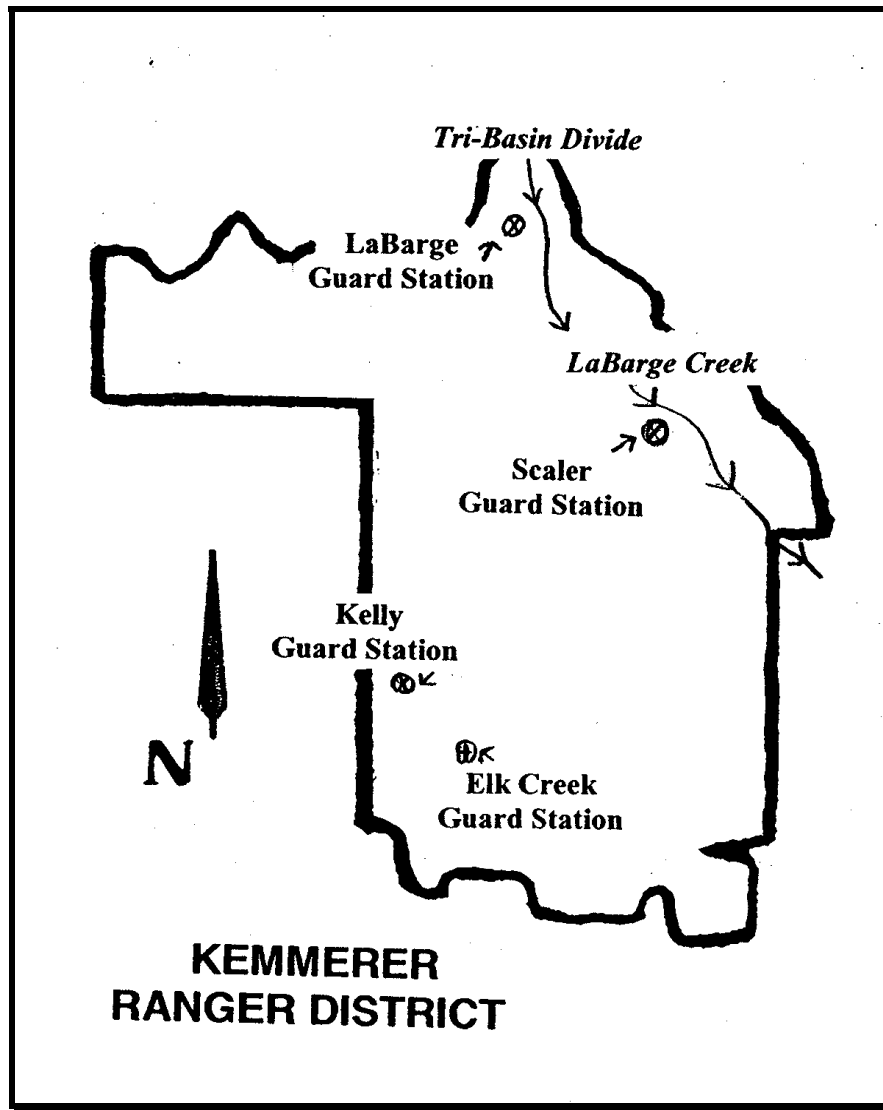 Tri-Basin Divide
LaBarge
Guard Station
LaBarge Creek
Scaler
Guard Station
Kelly
Guard Station
N
Elk Creek
Guard Station
KEMMERER
RANGER DISTRICT